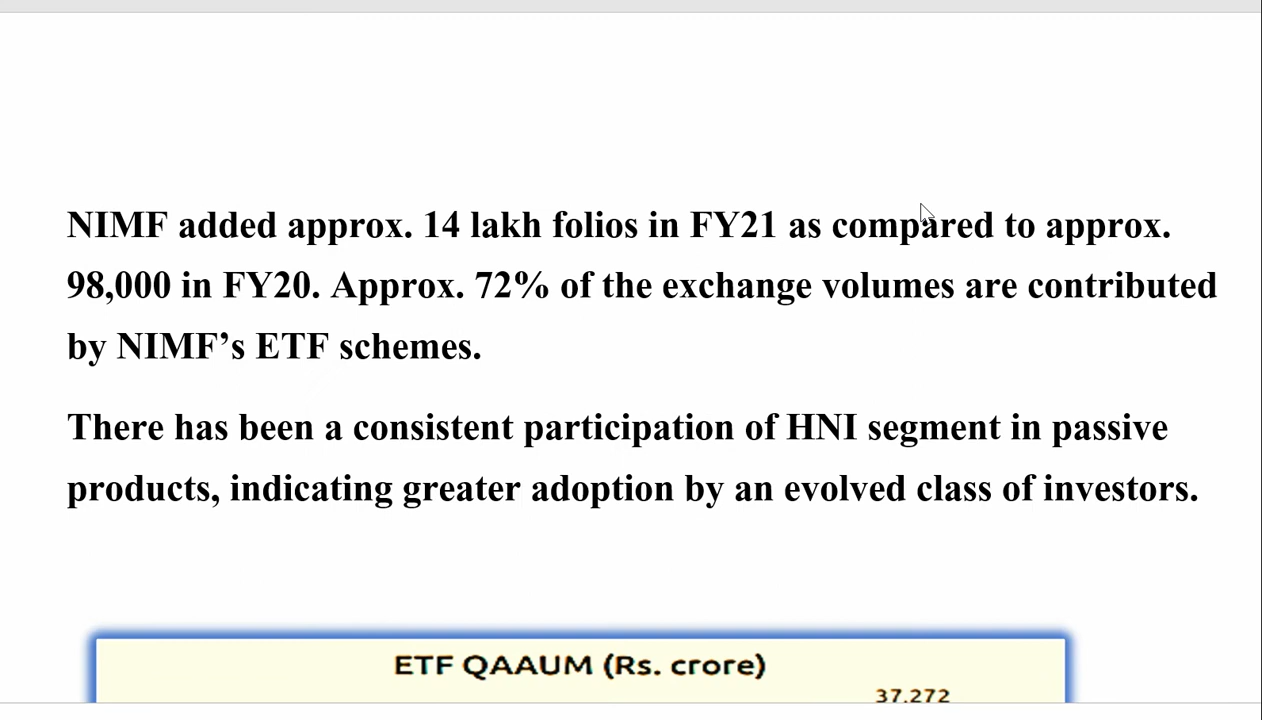 NIMF added approx. 14 lakh folios in FY21 as compared to approx.
98,000 in FY20. Approx. 72% of the exchange volumes are contributed
by NIMF’s ETF schemes.
There has been a consistent participation of HNI segment in passive
products, indicating greater adoption by an evolved class of investors.
ETF QAAUM (Rs. crore)
37,272